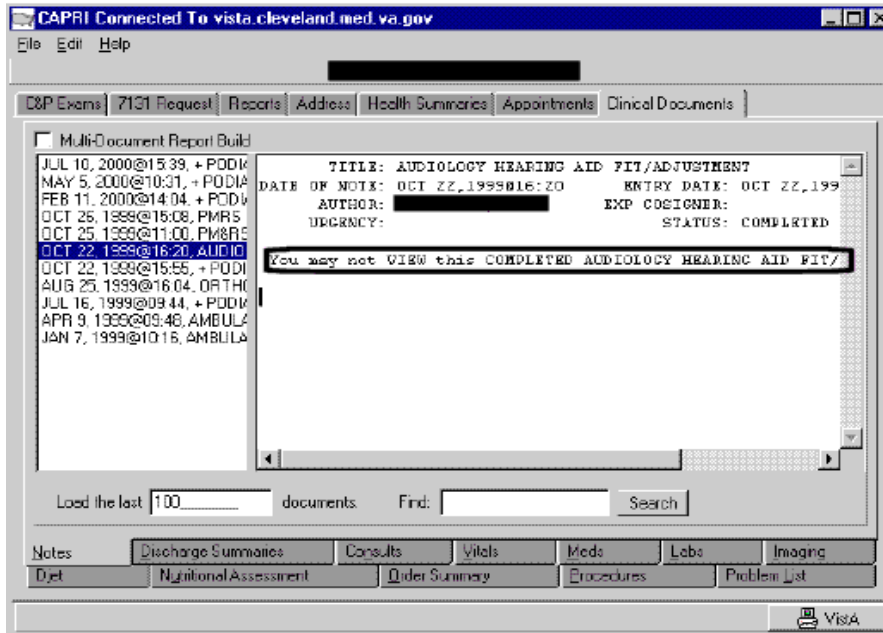 CAPRI Connected To vista.cleveland.med.va.gov
File Edit Help
C&P Exams 7131 Request Reports Address Health Summaries Appointments Clinical Documents
Multi-Document Report Build
JUL 10, 2000@15:39, + PODIA
MAY 5, 2000@10:31, + PODIA
FEB 11, 2000@14:04, + PODIA
OCT 26, 1999@15:08, PMRS
OCT 25, 1999@11:00, PM&RS
OCT 22, 1999@16:20, AUDIO
OCT 22, 1999@15:55, + PODI
AUG 25, 1999@16:04, ORTHO
JUL 16, 1999@09:44, + PODIA
APR 9, 1999@09:48, AMBULA
JAN 7, 1999@10:16, AMBULA
TITLE: AUDIOLOGY HEARING AID FIT/ADJUSTMENT
DATE OF NOTE: OCT 22,1999@16:20 ENTRY DATE: OCT 22,199
AUTHOR: EXP COSIGNER:
URGENCY: STATUS: COMPLETED
You may not VIEW this COMPLETED AUDIOLOGY HEARING AID FIT/
Load the last 100 documents. Find: Search
Notes Discharge Summaries Consults Vitals Meds Labs Imaging
Diet Nutritional Assessment Order Summary Procedures Problem List
VistA